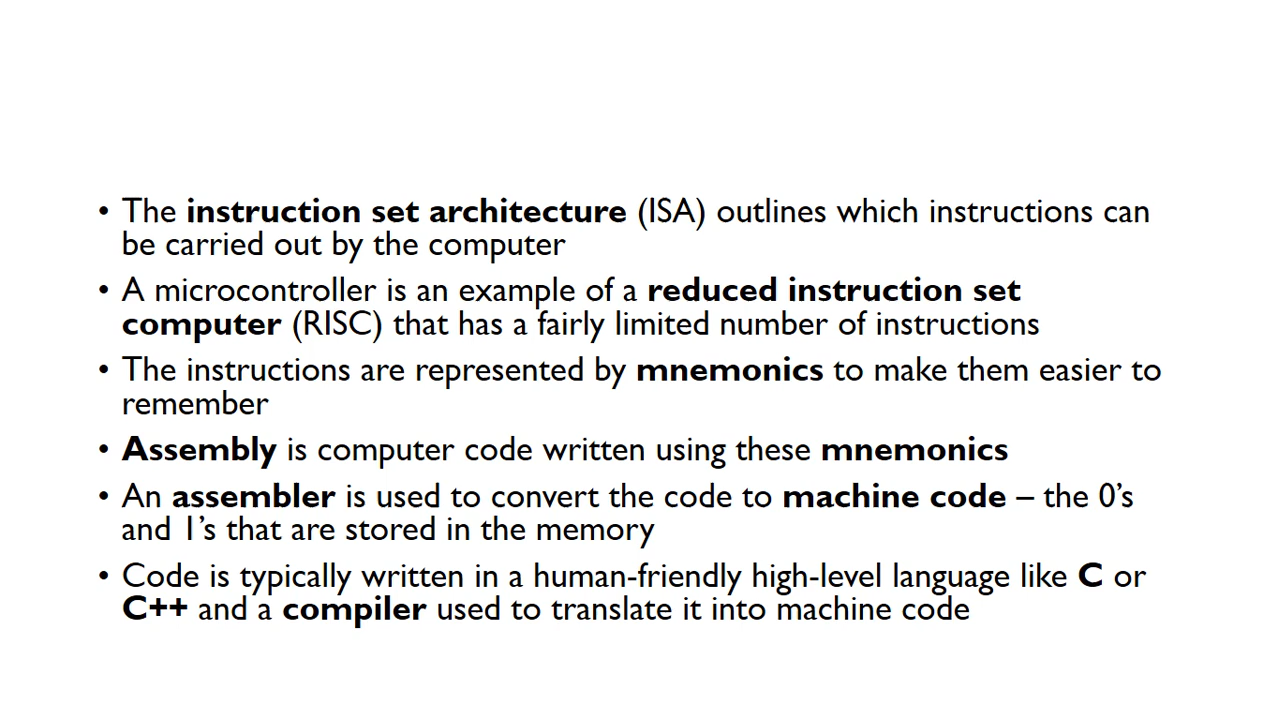 • The instruction set architecture (ISA) outlines which instructions can
be carried out by the computer
• A microcontroller is an example of a reduced instruction set
computer (RISC) that has a fairly limited number of instructions
• The instructions are represented by mnemonics to make them easier to
remember
• Assembly is computer code written using these mnemonics
• An assembler is used to convert the code to machine code – the 0’s
and 1’s that are stored in the memory
• Code is typically written in a human-friendly high-level language like C or
C++ and a compiler used to translate it into machine code